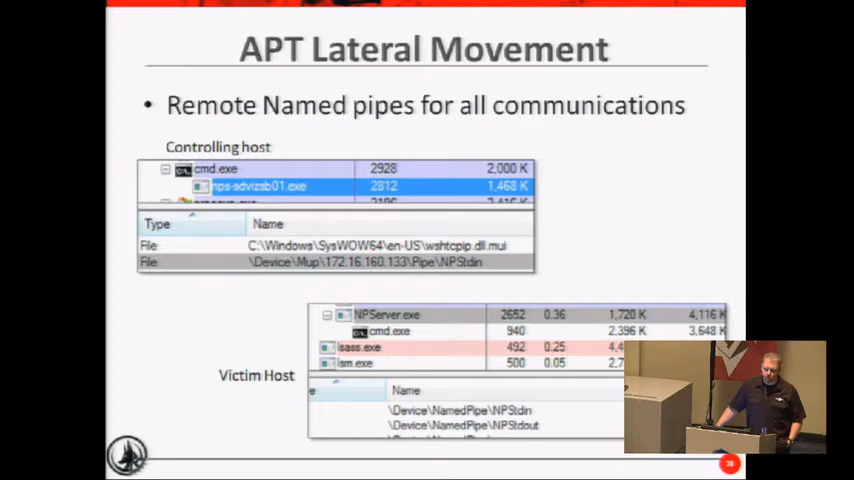 APT Lateral Movement
• Remote Named pipes for all communications
Controlling host
cmd.exe 2928 2,000 K
nps-sdvizsb01.exe 2812 1,468 K
Type Name
File C:\Windows\SysWOW64\en-US\wshtcpip.dll.mui
File \Device\Mup\172.16.160.133\Pipe\NPStdin
NPServer.exe 2652 0.36 1,720 K 4,116 K
cmd.exe 940 2,396 K 3,648 K
lsass.exe 492 0.25
lsm.exe 500 0.05
Victim Host
e Name
\Device\NamedPipe\NPStdin
\Device\NamedPipe\NPStdout
38